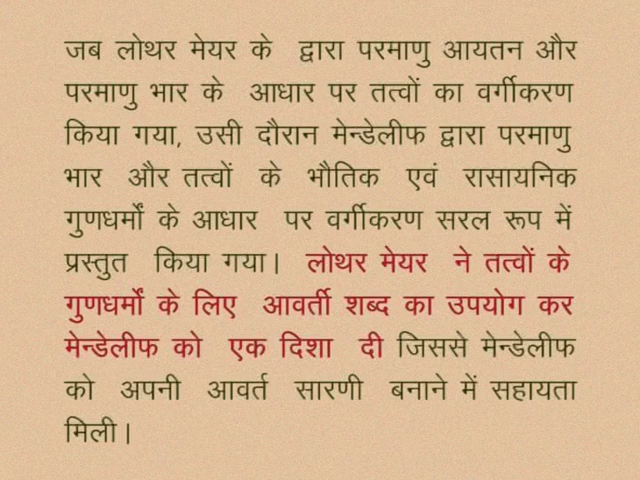 जब लोथर मेयर के द्वारा परमाणु आयतन और
परमाणु भार के आधार पर तत्वों का वर्गीकरण
किया गया, उसी दौरान मेन्डेलीफ द्वारा परमाणु
भार और तत्वों के भौतिक एवं रासायनिक
गुणधर्मों के आधार पर वर्गीकरण सरल रूप में
प्रस्तुत किया गया। लोथर मेयर ने तत्वों के
गुणधर्मों के लिए आवर्ती शब्द का उपयोग कर
मेन्डेलीफ को एक दिशा दी जिससे मेन्डेलीफ
को अपनी आवर्त सारणी बनाने में सहायता
मिली।